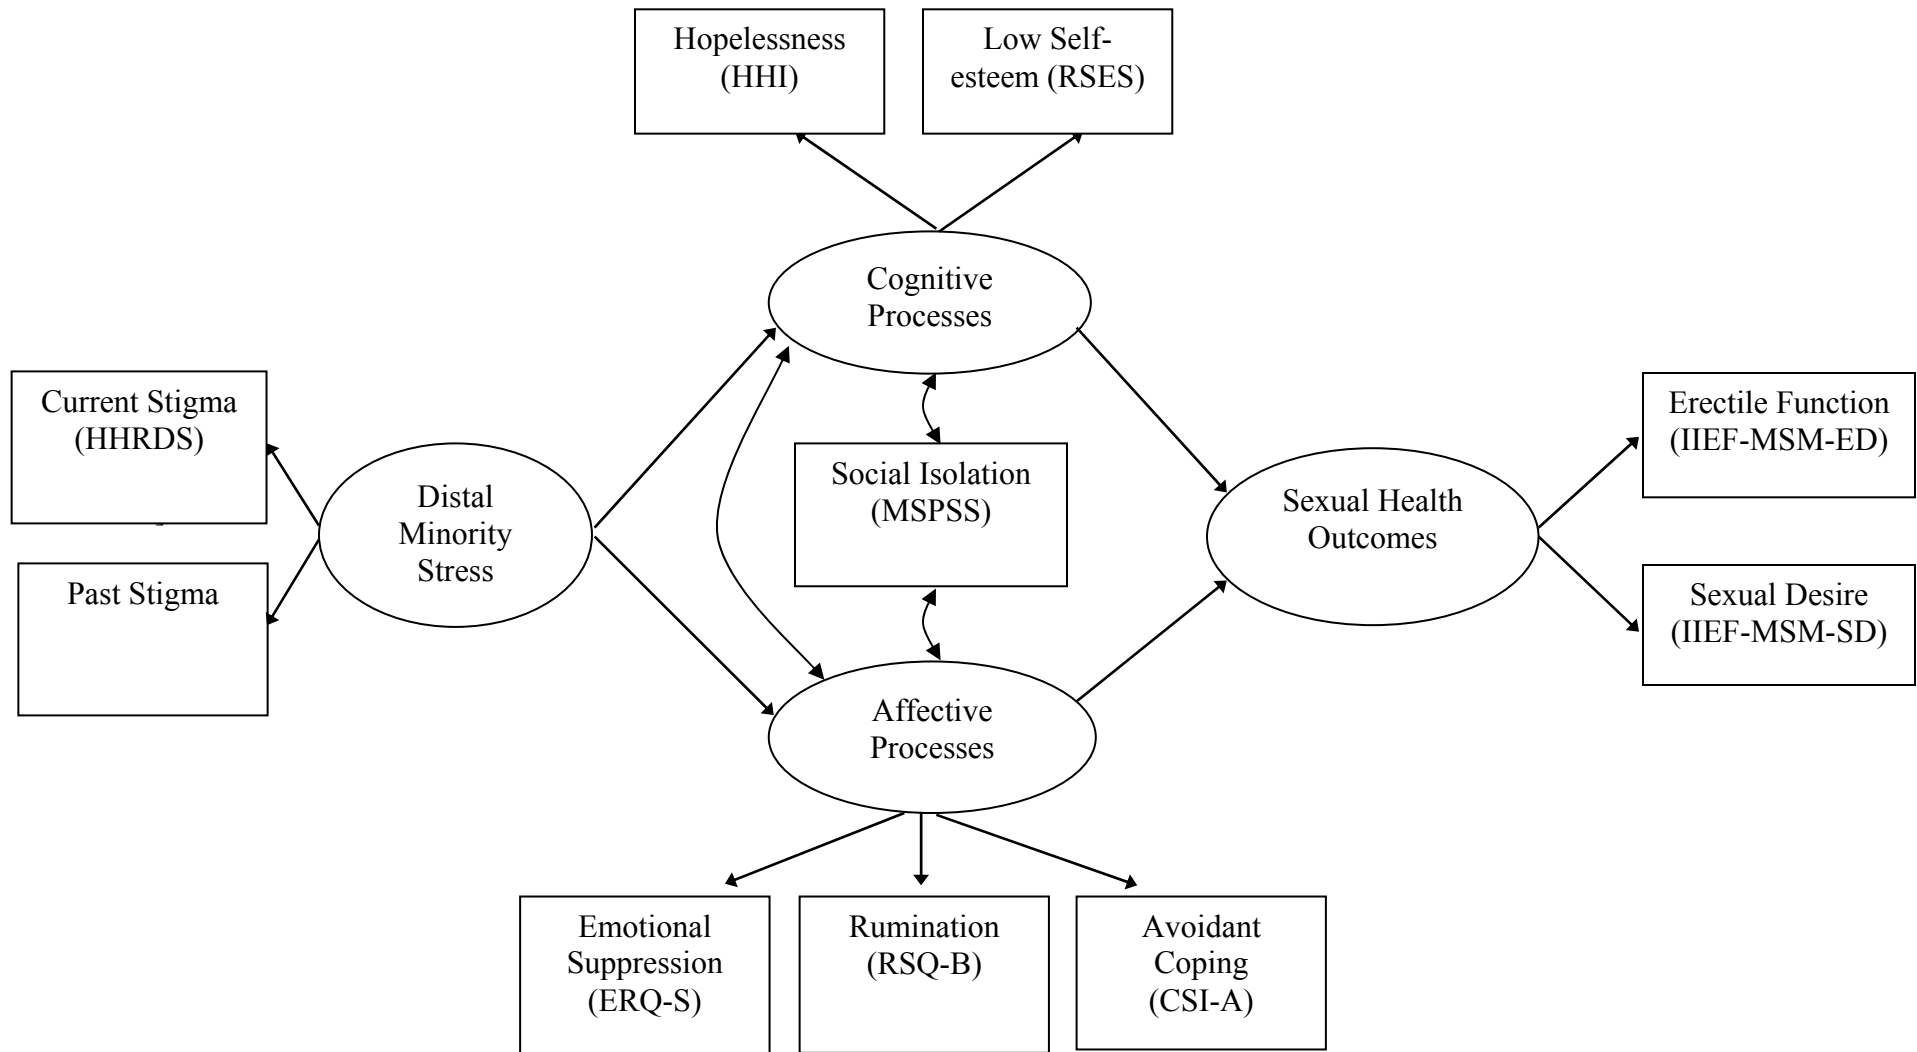 Hopelessness
(HHI)
Low Self-
esteem (RSES)
Cognitive
Processes
Current Stigma
(HHRDS)
Past Stigma
Distal
Minority
Stress
Social Isolation
(MSPSS)
Sexual Health
Outcomes
Erectile Function
(IIEF-MSM-ED)
Sexual Desire
(IIEF-MSM-SD)
Affective
Processes
Emotional
Suppression
(ERQ-S)
Rumination
(RSQ-B)
Avoidant
Coping
(CSI-A)